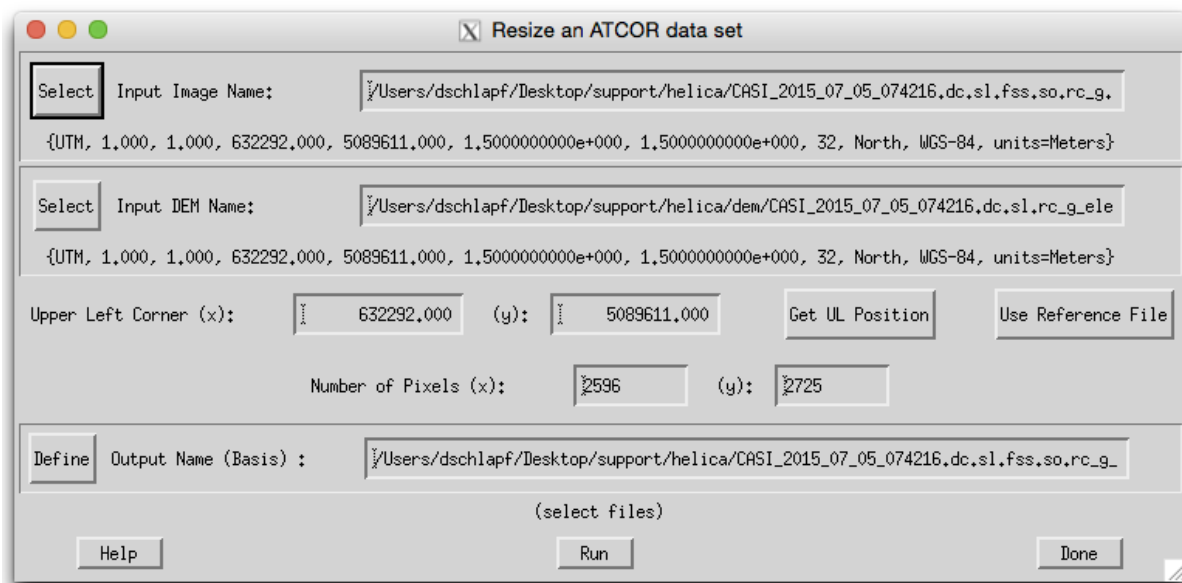 X Resize an ATCOR data set
Select Input Image Name: /Users/dschlapf/Desktop/support/helica/CASI_2015_07_05_074216.dc.sl.fss.so.rc_g.
{UTM, 1.000, 1.000, 632292.000, 5089611.000, 1.5000000000e+000, 1.5000000000e+000, 32, North, WGS-84, units=Meters}
Select Input DEM Name: /Users/dschlapf/Desktop/support/helica/dem/CASI_2015_07_05_074216.dc.sl.rc_g_ele
{UTM, 1.000, 1.000, 632292.000, 5089611.000, 1.5000000000e+000, 1.5000000000e+000, 32, North, WGS-84, units=Meters}
Upper Left Corner (x): 632292.000 (y): 5089611.000 Get UL Position Use Reference File
Number of Pixels (x): 2596 (y): 2725
Define Output Name (Basis) : /Users/dschlapf/Desktop/support/helica/CASI_2015_07_05_074216.dc.sl.fss.so.rc_g_
(select files)
Help Run Done